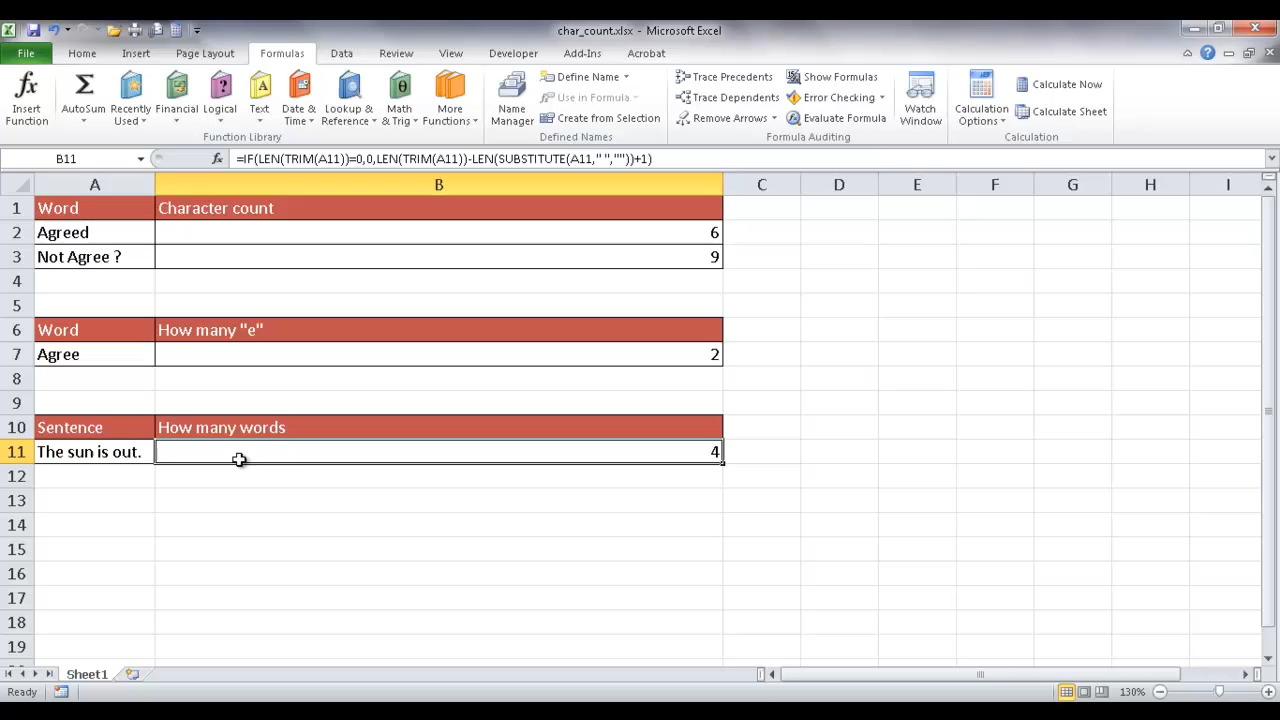 char_count.xlsx - Microsoft Excel
File Home Insert Page Layout Formulas Data Review View Developer Add-Ins Acrobat
Insert Function
AutoSum
Recently Used
Financial
Logical
Text
Date & Time
Lookup & Reference
Math & Trig
More Functions
Function Library
Name Manager
Define Name
Use in Formula
Create from Selection
Defined Names
Trace Precedents
Trace Dependents
Remove Arrows
Show Formulas
Error Checking
Evaluate Formula
Formula Auditing
Watch Window
Calculation Options
Calculate Now
Calculate Sheet
Calculation
B11 fx =IF(LEN(TRIM(A11))=0,0,LEN(TRIM(A11))-LEN(SUBSTITUTE(A11," ",""))+1)
A B C D E F G H I
1 Word Character count
2 Agreed 6
3 Not Agree ? 9
4
5
6 Word How many "e"
7 Agree 2
8
9
10 Sentence How many words
11 The sun is out. 4
12
13
14
15
16
17
18
19
Sheet1
Ready 130%